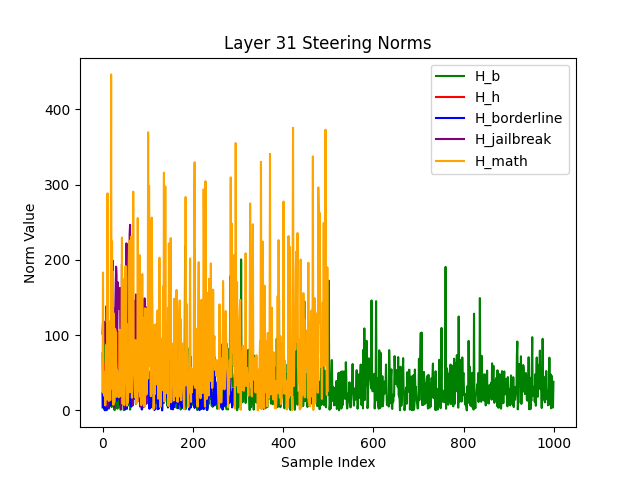 Layer 31 Steering Norms
H_b
H_h
H_borderline
H_jailbreak
H_math
Norm Value
400
300
200
100
0
0
200
400
600
800
1000
Sample Index